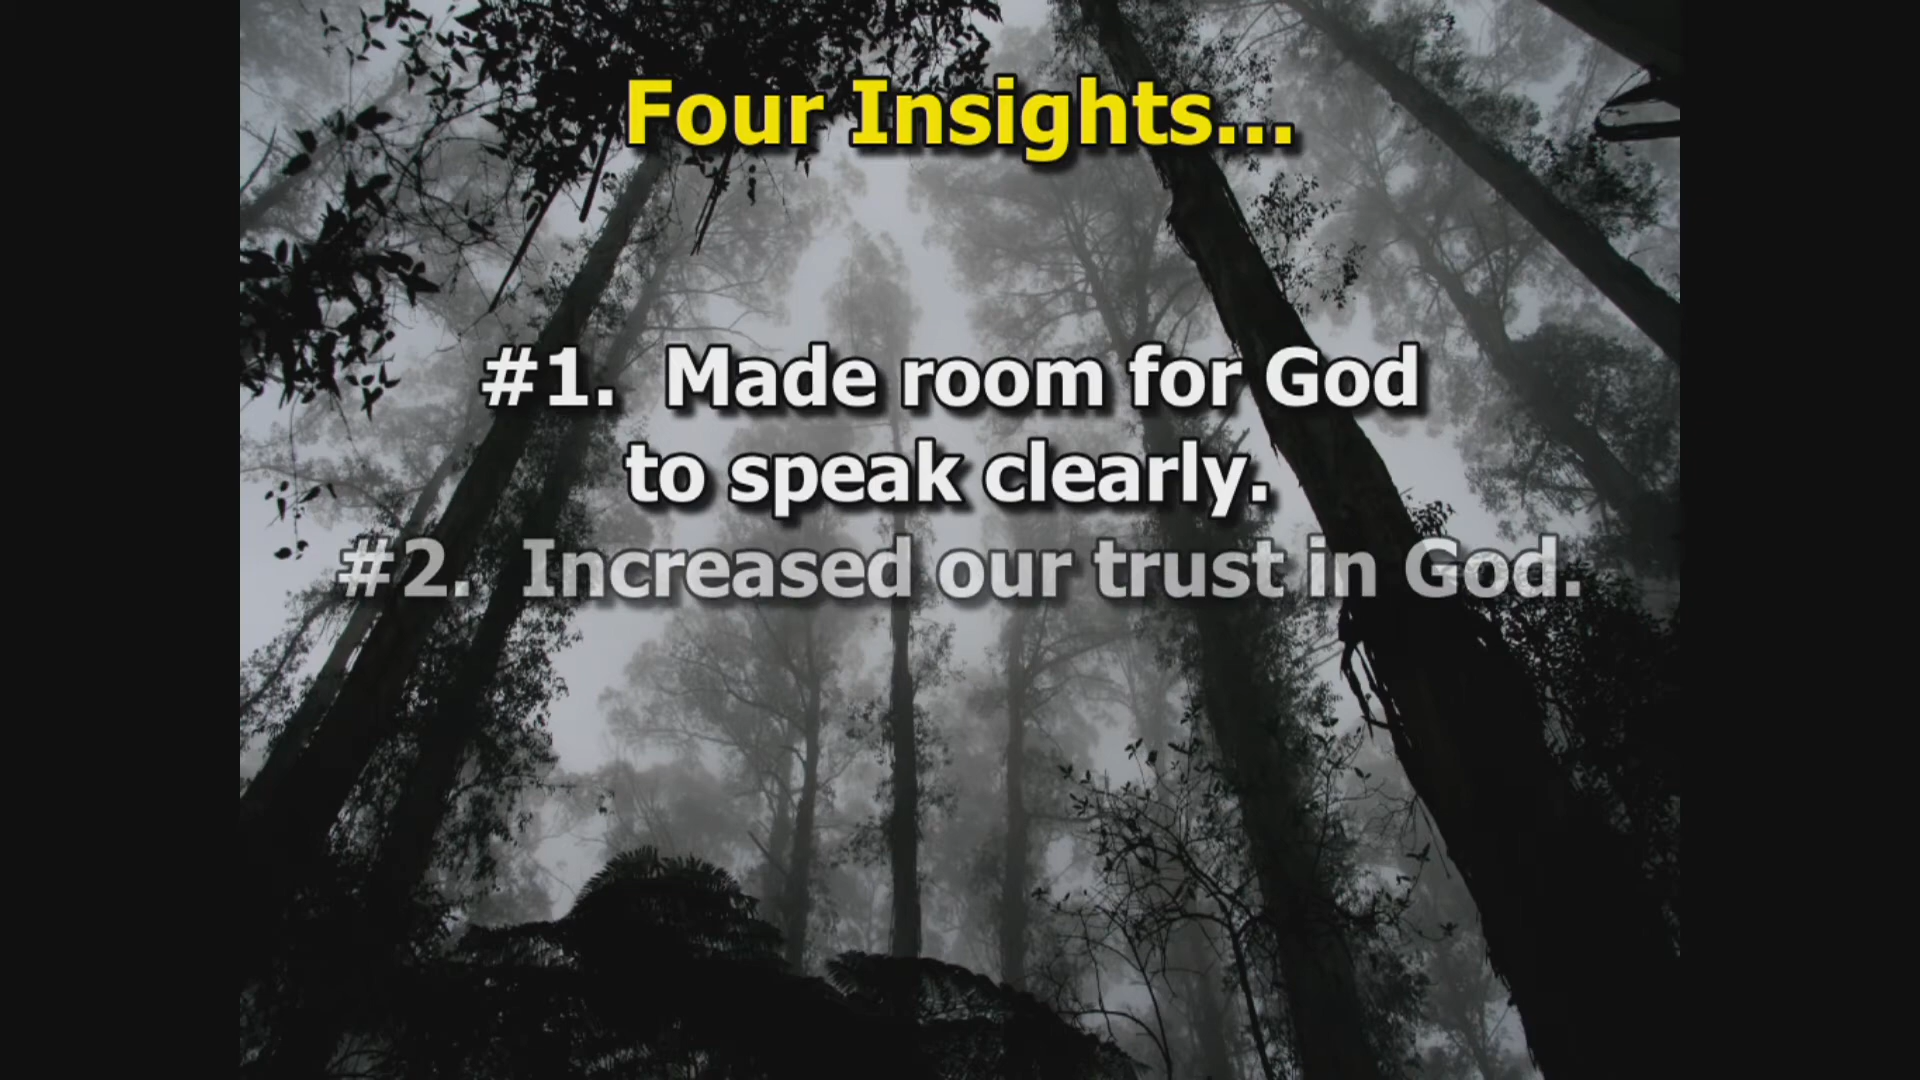 Four Insights...
#1. Made room for God
to speak clearly.
#2. Increased our trust in God.